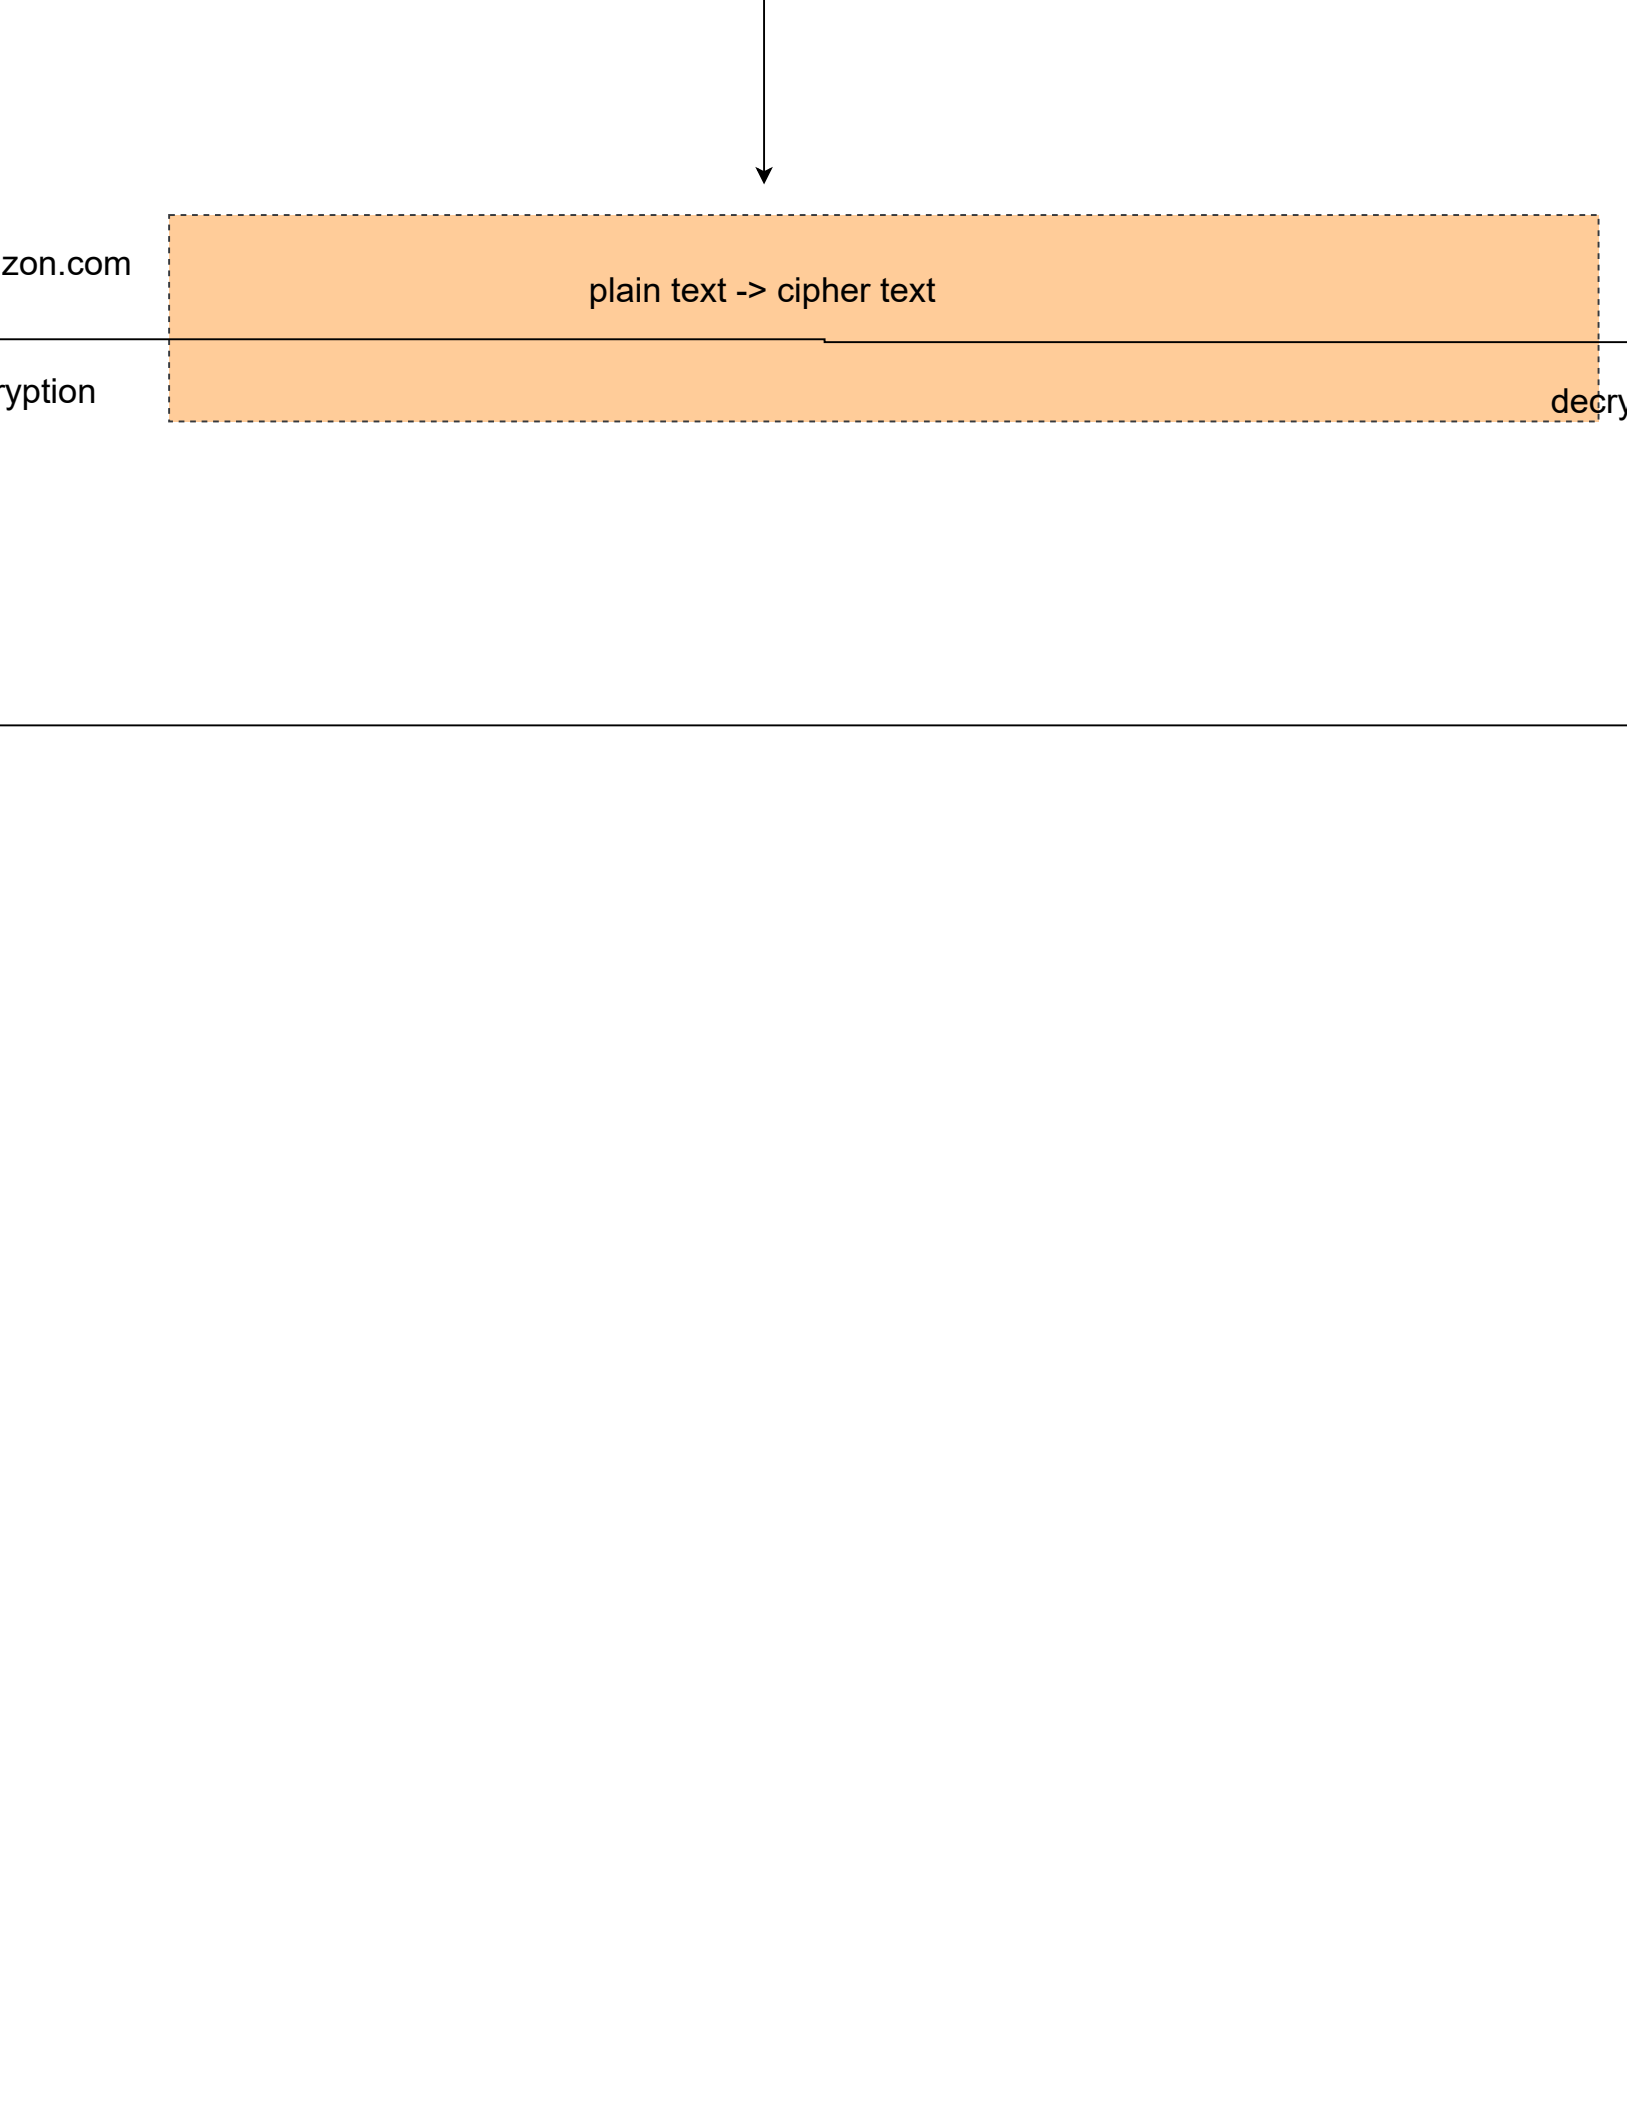 zon.com
plain text -> cipher text
ryption
decry